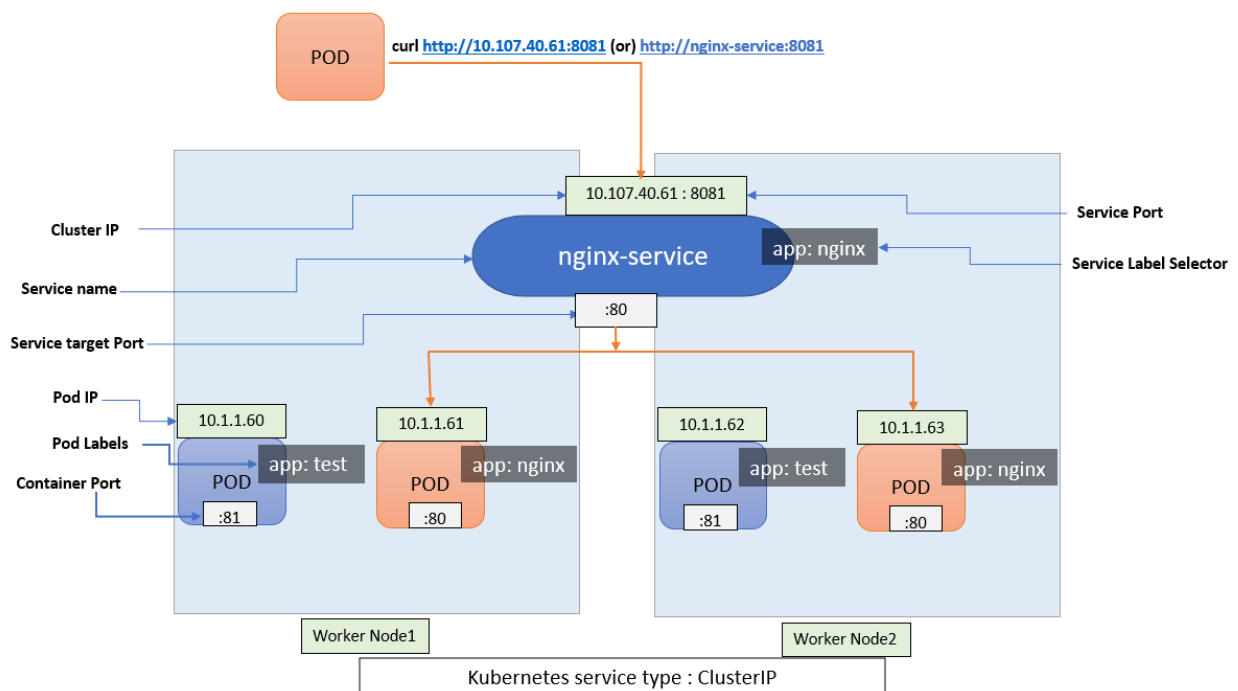 POD
curl http://10.107.40.61:8081 (or) http://nginx-service:8081
10.107.40.61 : 8081
Cluster IP
Service Port
nginx-service
app: nginx
Service Label Selector
Service name
:80
Service target Port
Pod IP
10.1.1.60
10.1.1.61
10.1.1.62
10.1.1.63
Pod Labels
app: test
app: nginx
app: test
app: nginx
Container Port
POD
POD
POD
POD
:81
:80
:81
:80
Worker Node1
Worker Node2
Kubernetes service type : ClusterIP